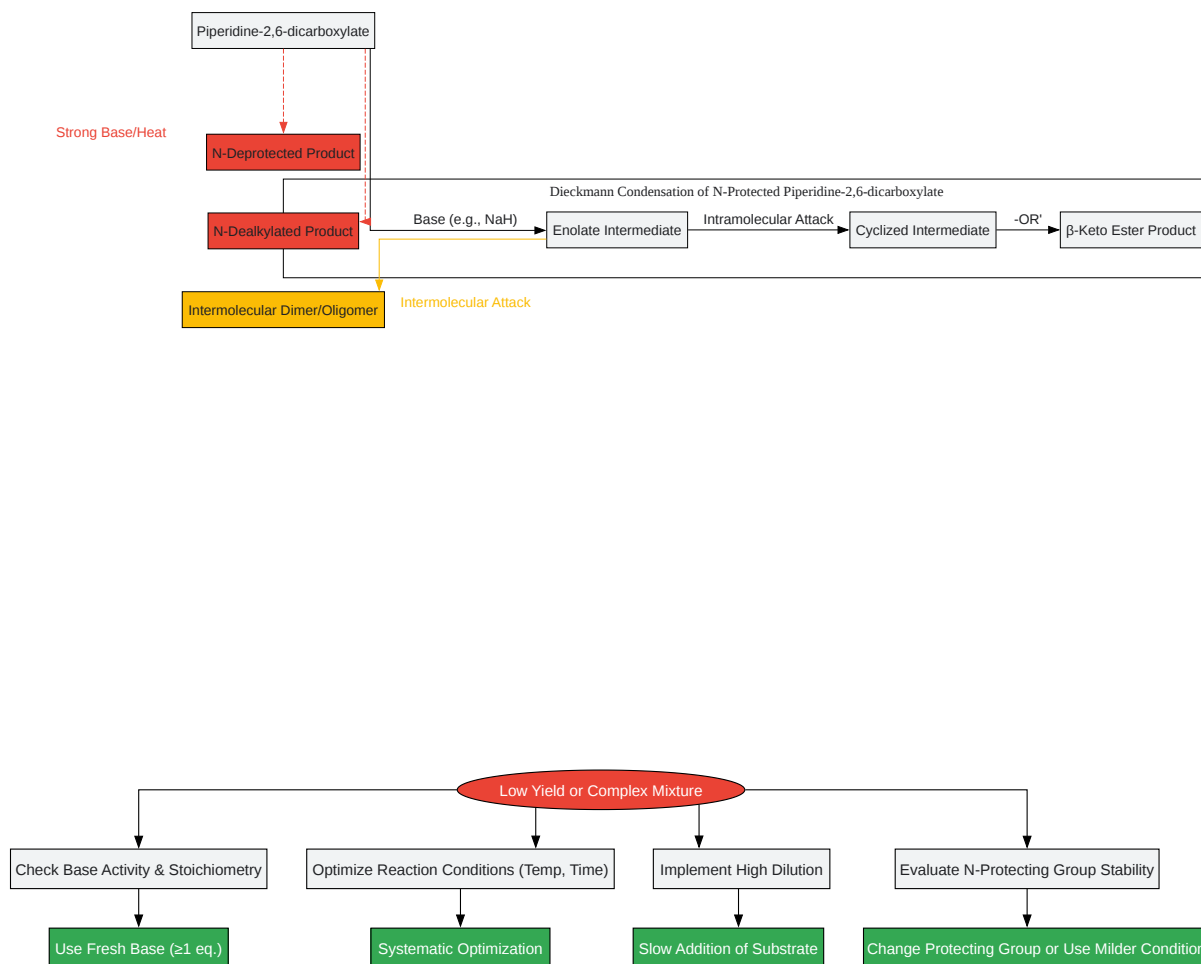 Piperidine-2,6-dicarboxylate
Strong Base/Heat
N-Deprotected Product
Dieckmann Condensation of N-Protected Piperidine-2,6-dicarboxylate
N-Dealkylated Product
Base (e.g., NaH)
Enolate Intermediate
Intramolecular Attack
Cyclized Intermediate
-OR'
β-Keto Ester Product
Intermolecular Dimer/Oligomer
Intermolecular Attack
Low Yield or Complex Mixture
Check Base Activity & Stoichiometry
Optimize Reaction Conditions (Temp, Time)
Implement High Dilution
Evaluate N-Protecting Group Stability
Use Fresh Base (≥1 eq.)
Systematic Optimization
Slow Addition of Substrate
Change Protecting Group or Use Milder Condition